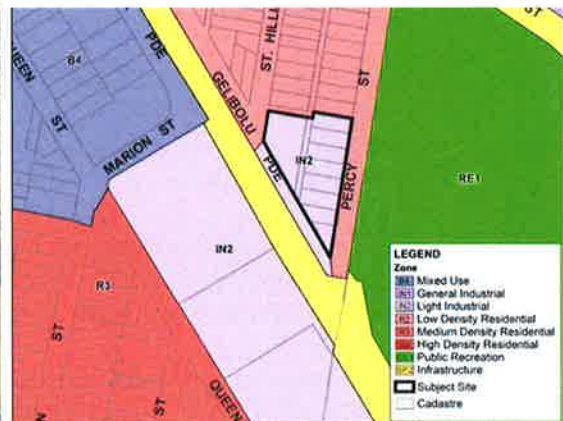 ST
QUEEN
ST
B4
PDE
MARION ST
GELIBOLU
PDE
ST. HILLI
ST
PERCY
IN2
RE1
IN2
R3
ST
ST
QUEEN
LEGEND
Zone
B4 Mixed Use
IN1 General Industrial
IN2 Light Industrial
R2 Low Density Residential
R3 Medium Density Residential
High Density Residential
RE1 Public Recreation
SP2 Infrastructure
Subject Site
Cadastre